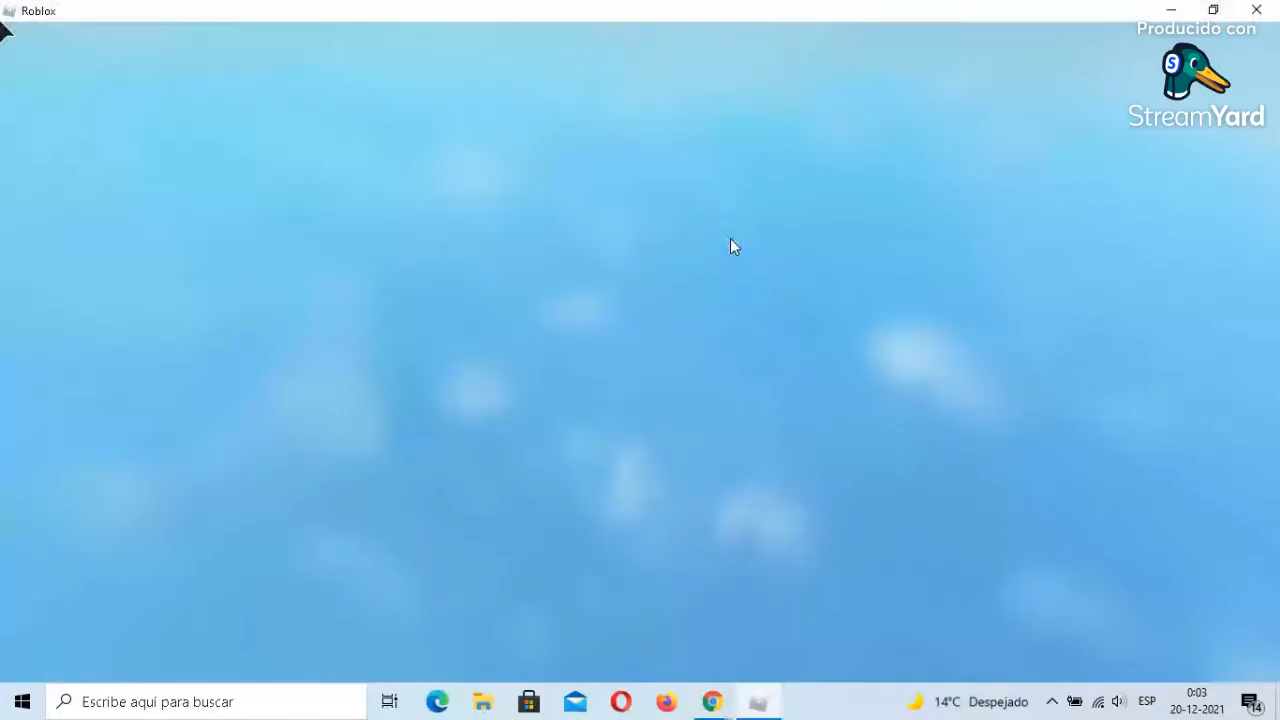 Roblox
Producido con
S
StreamYard
Escribe aquí para buscar
14°C Despejado
ESP
0:03
20-12-2021
14